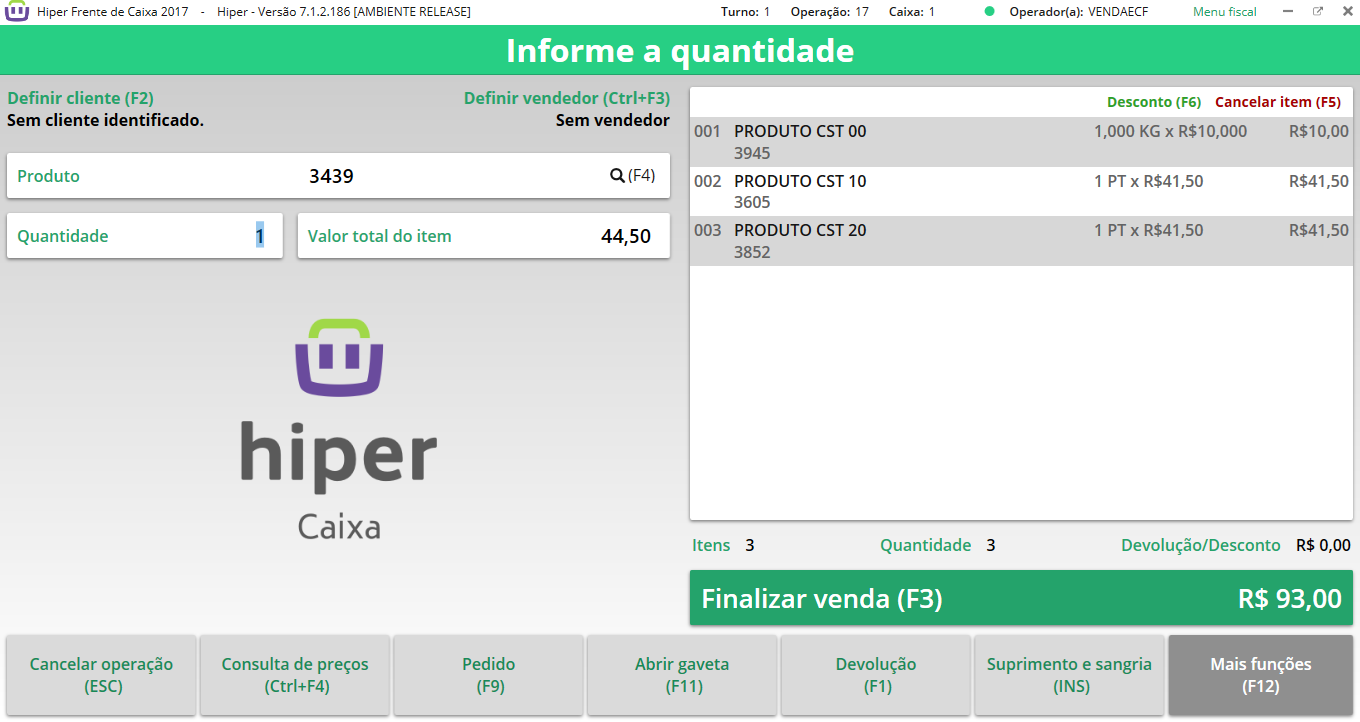 Hiper Frente de Caixa 2017 - Hiper - Versão 7.1.2.186 [AMBIENTE RELEASE] Turno: 1 Operação: 17 Caixa: 1 Operador(a): VENDAECF Menu fiscal
Informe a quantidade
Definir cliente (F2) Definir vendedor (Ctrl+F3)
Sem cliente identificado. Sem vendedor
Produto 3439 (F4)
Quantidade 1 Valor total do item 44,50
hiper
Caixa
Desconto (F6) Cancelar item (F5)
001 PRODUTO CST 00 1,000 KG x R$10,000 R$10,00
3945
002 PRODUTO CST 10 1 PT x R$41,50 R$41,50
3605
003 PRODUTO CST 20 1 PT x R$41,50 R$41,50
3852
Itens 3 Quantidade 3 Devolução/Desconto R$ 0,00
Finalizar venda (F3) R$ 93,00
Cancelar operação
(ESC)
Consulta de preços
(Ctrl+F4)
Pedido
(F9)
Abrir gaveta
(F11)
Devolução
(F1)
Suprimento e sangria
(INS)
Mais funções
(F12)